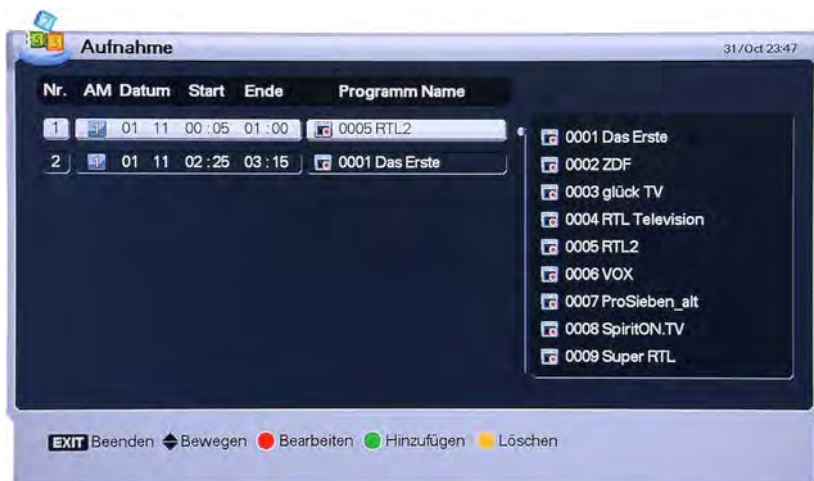 Aufnahme
31/Oct 23:47
Nr. AM Datum Start Ende Programm Name
1 01 11 00:05 01:00 0005 RTL2
2 01 11 02:25 03:15 0001 Das Erste
0001 Das Erste
0002 ZDF
0003 glück TV
0004 RTL Television
0005 RTL2
0006 VOX
0007 ProSieben_alt
0008 SpiritON.TV
0009 Super RTL
EXIT Beenden Bewegen Bearbeiten Hinzufügen Löschen